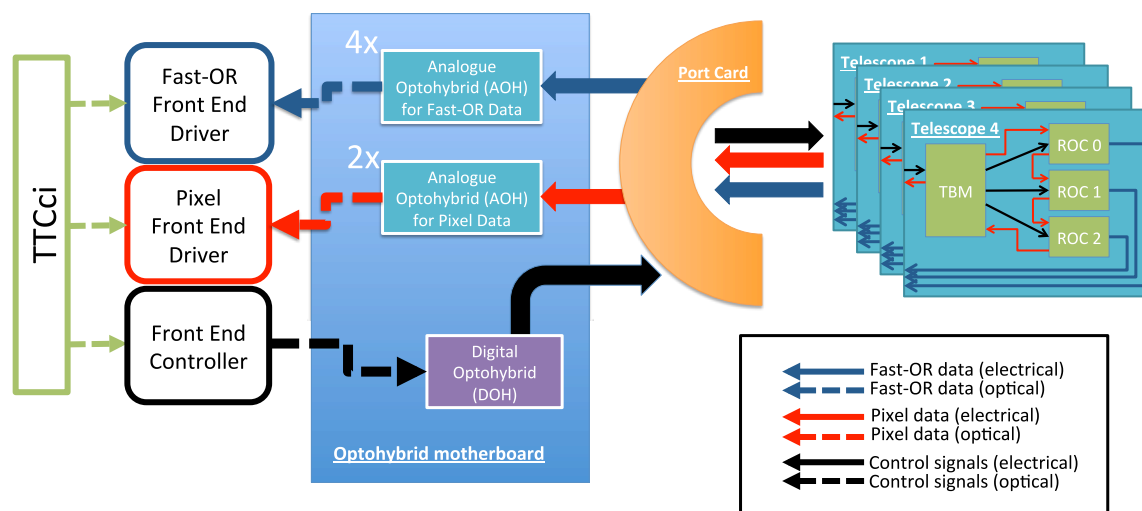 TTCci
Fast-OR
Front End
Driver
Pixel
Front End
Driver
Front End
Controller
4x
Analogue
Optohybrid (AOH)
for Fast-OR Data
2x
Analogue
Optohybrid (AOH)
for Pixel Data
Digital
Optohybrid
(DOH)
Optohybrid motherboard
Port Card
Telescope 1
Telescope 2
Telescope 3
Telescope 4
TBM
ROC 0
ROC 1
ROC 2
Fast-OR data (electrical)
Fast-OR data (optical)
Pixel data (electrical)
Pixel data (optical)
Control signals (electrical)
Control signals (optical)